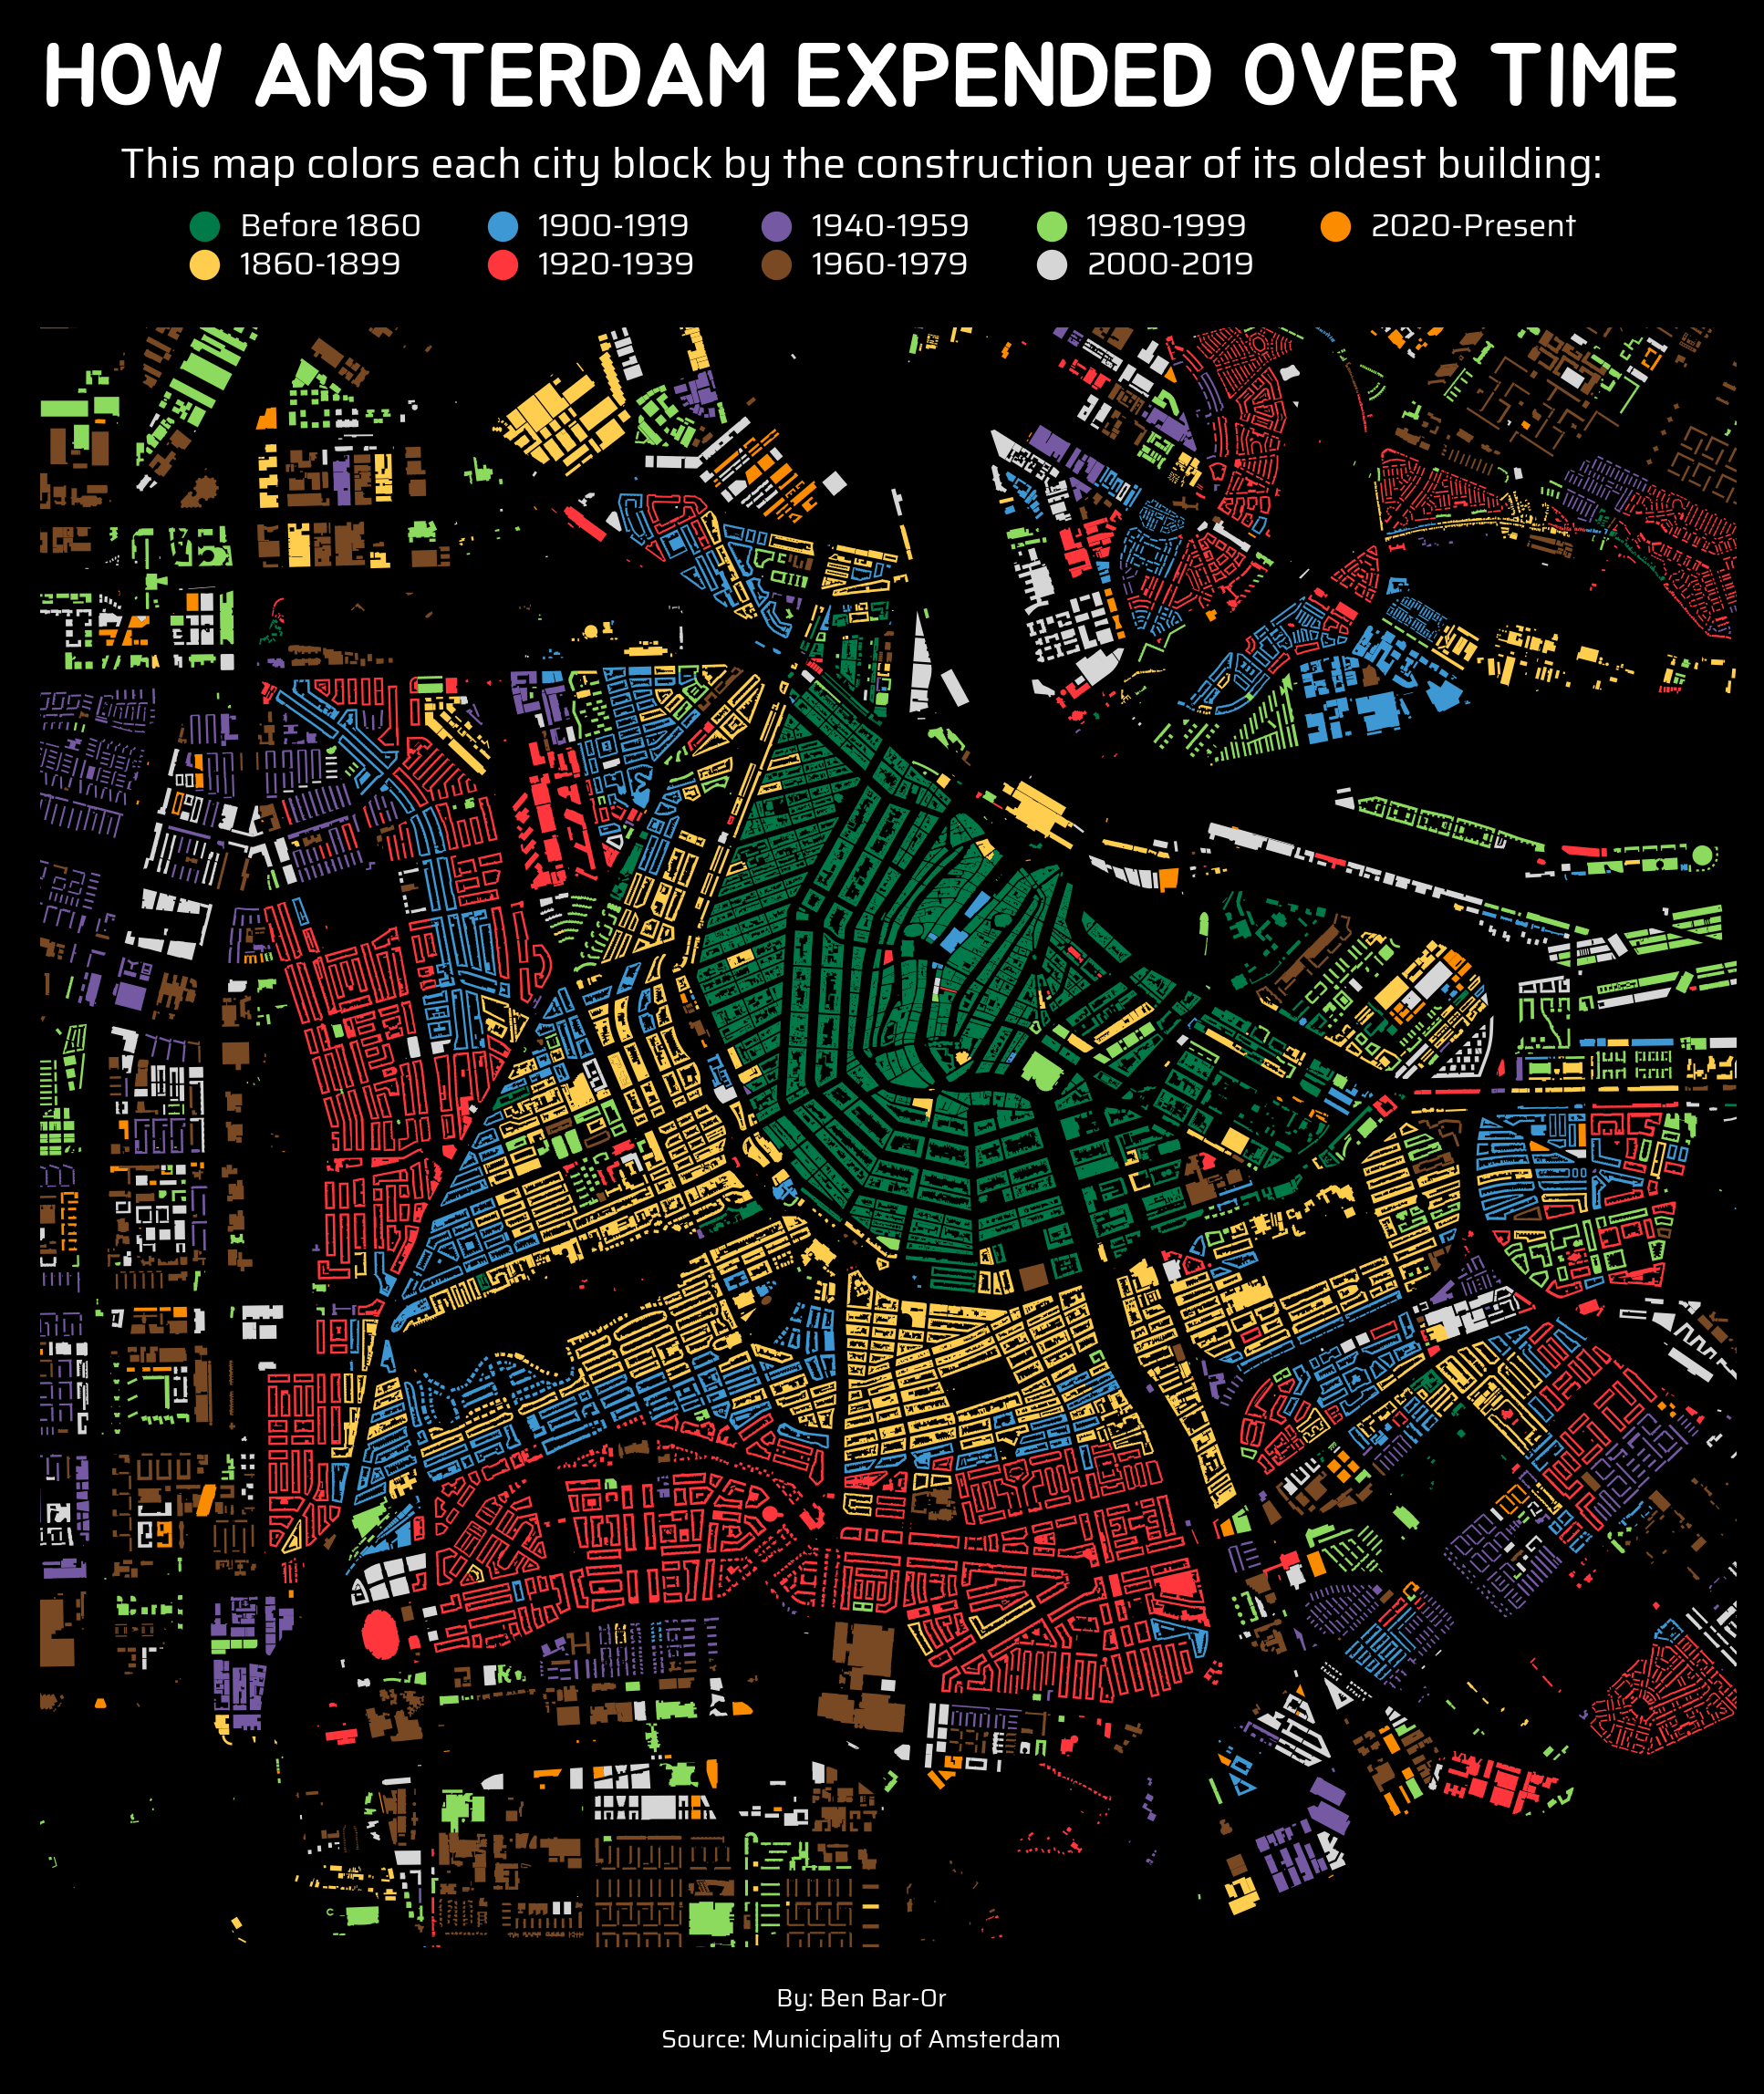 HOW AMSTERDAM EXPENDED OVER TIME
This map colors each city block by the construction year of its oldest building:
Before 1860 1900-1919 1940-1959 1980-1999 2020-Present
1860-1899 1920-1939 1960-1979 2000-2019
By: Ben Bar-Or
Source: Municipality of Amsterdam